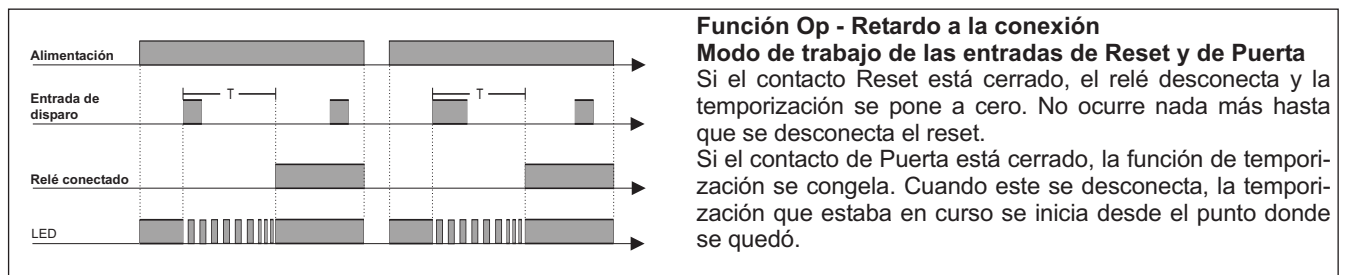 Alimentación
Entrada de
disparo
T
T
Relé conectado
LED
Función Op - Retardo a la conexión
Modo de trabajo de las entradas de Reset y de Puerta
Si el contacto Reset está cerrado, el relé desconecta y la
temporización se pone a cero. No ocurre nada más hasta
que se desconecta el reset.
Si el contacto de Puerta está cerrado, la función de tempori-
zación se congela. Cuando este se desconecta, la tempori-
zación que estaba en curso se inicia desde el punto donde
se quedó.